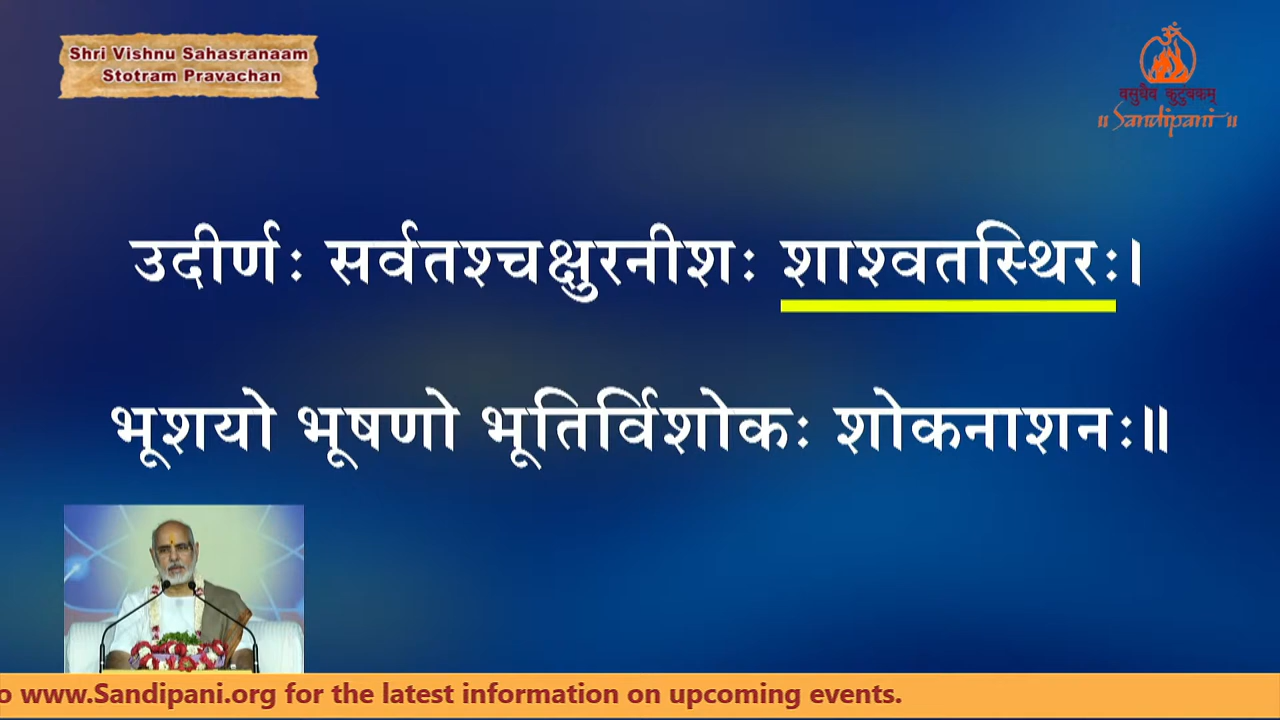 Shri Vishnu Sahasranaam
Stotram Pravachan
वसुधैव कुटुंबकम्
॥ Sandipani ॥
उदीर्णः सर्वतश्चक्षुरनीशः शाश्वतस्थिरः।
भूशयो भूषणो भूतिर्विशोकः शोकनाशनः॥
o www.Sandipani.org for the latest information on upcoming events.